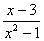 x − 3
x² − 1